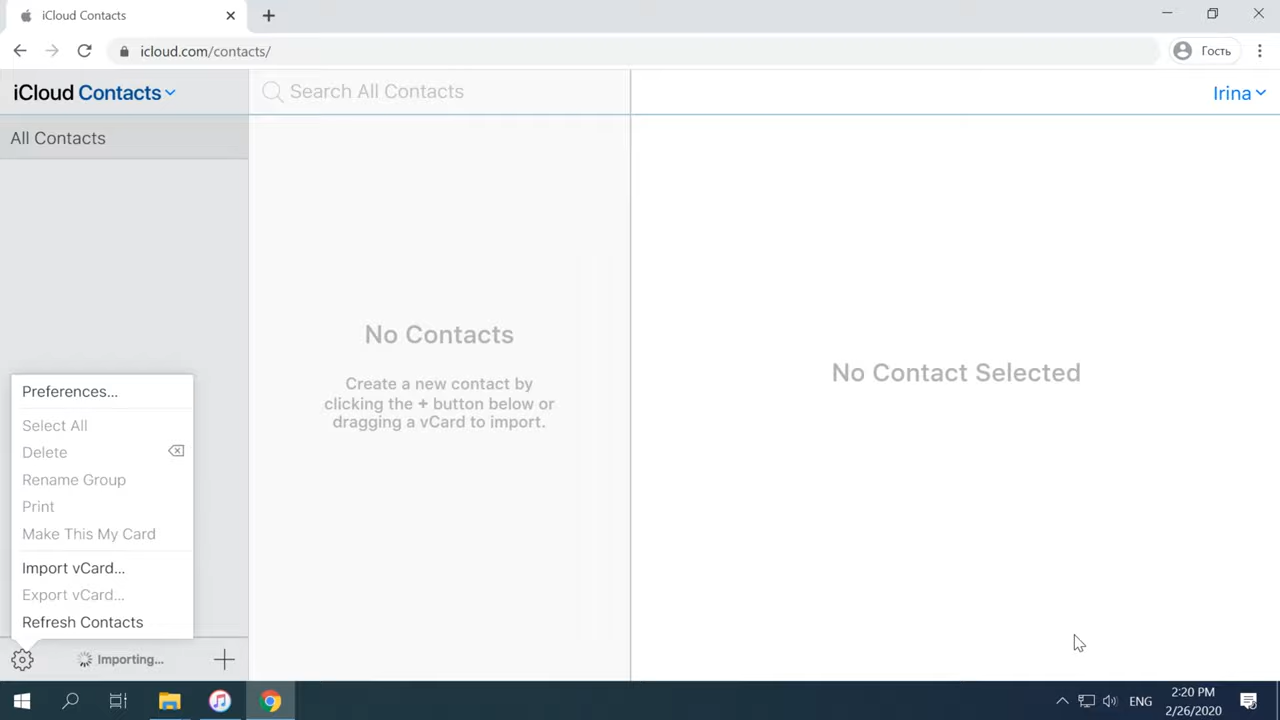 iCloud Contacts
icloud.com/contacts/
Гость
iCloud Contacts
Search All Contacts
Irina
All Contacts
No Contacts
Create a new contact by
clicking the + button below or
dragging a vCard to import.
No Contact Selected
Preferences...
Select All
Delete
Rename Group
Print
Make This My Card
Import vCard...
Export vCard...
Refresh Contacts
Importing...
ENG
2:20 PM
2/26/2020